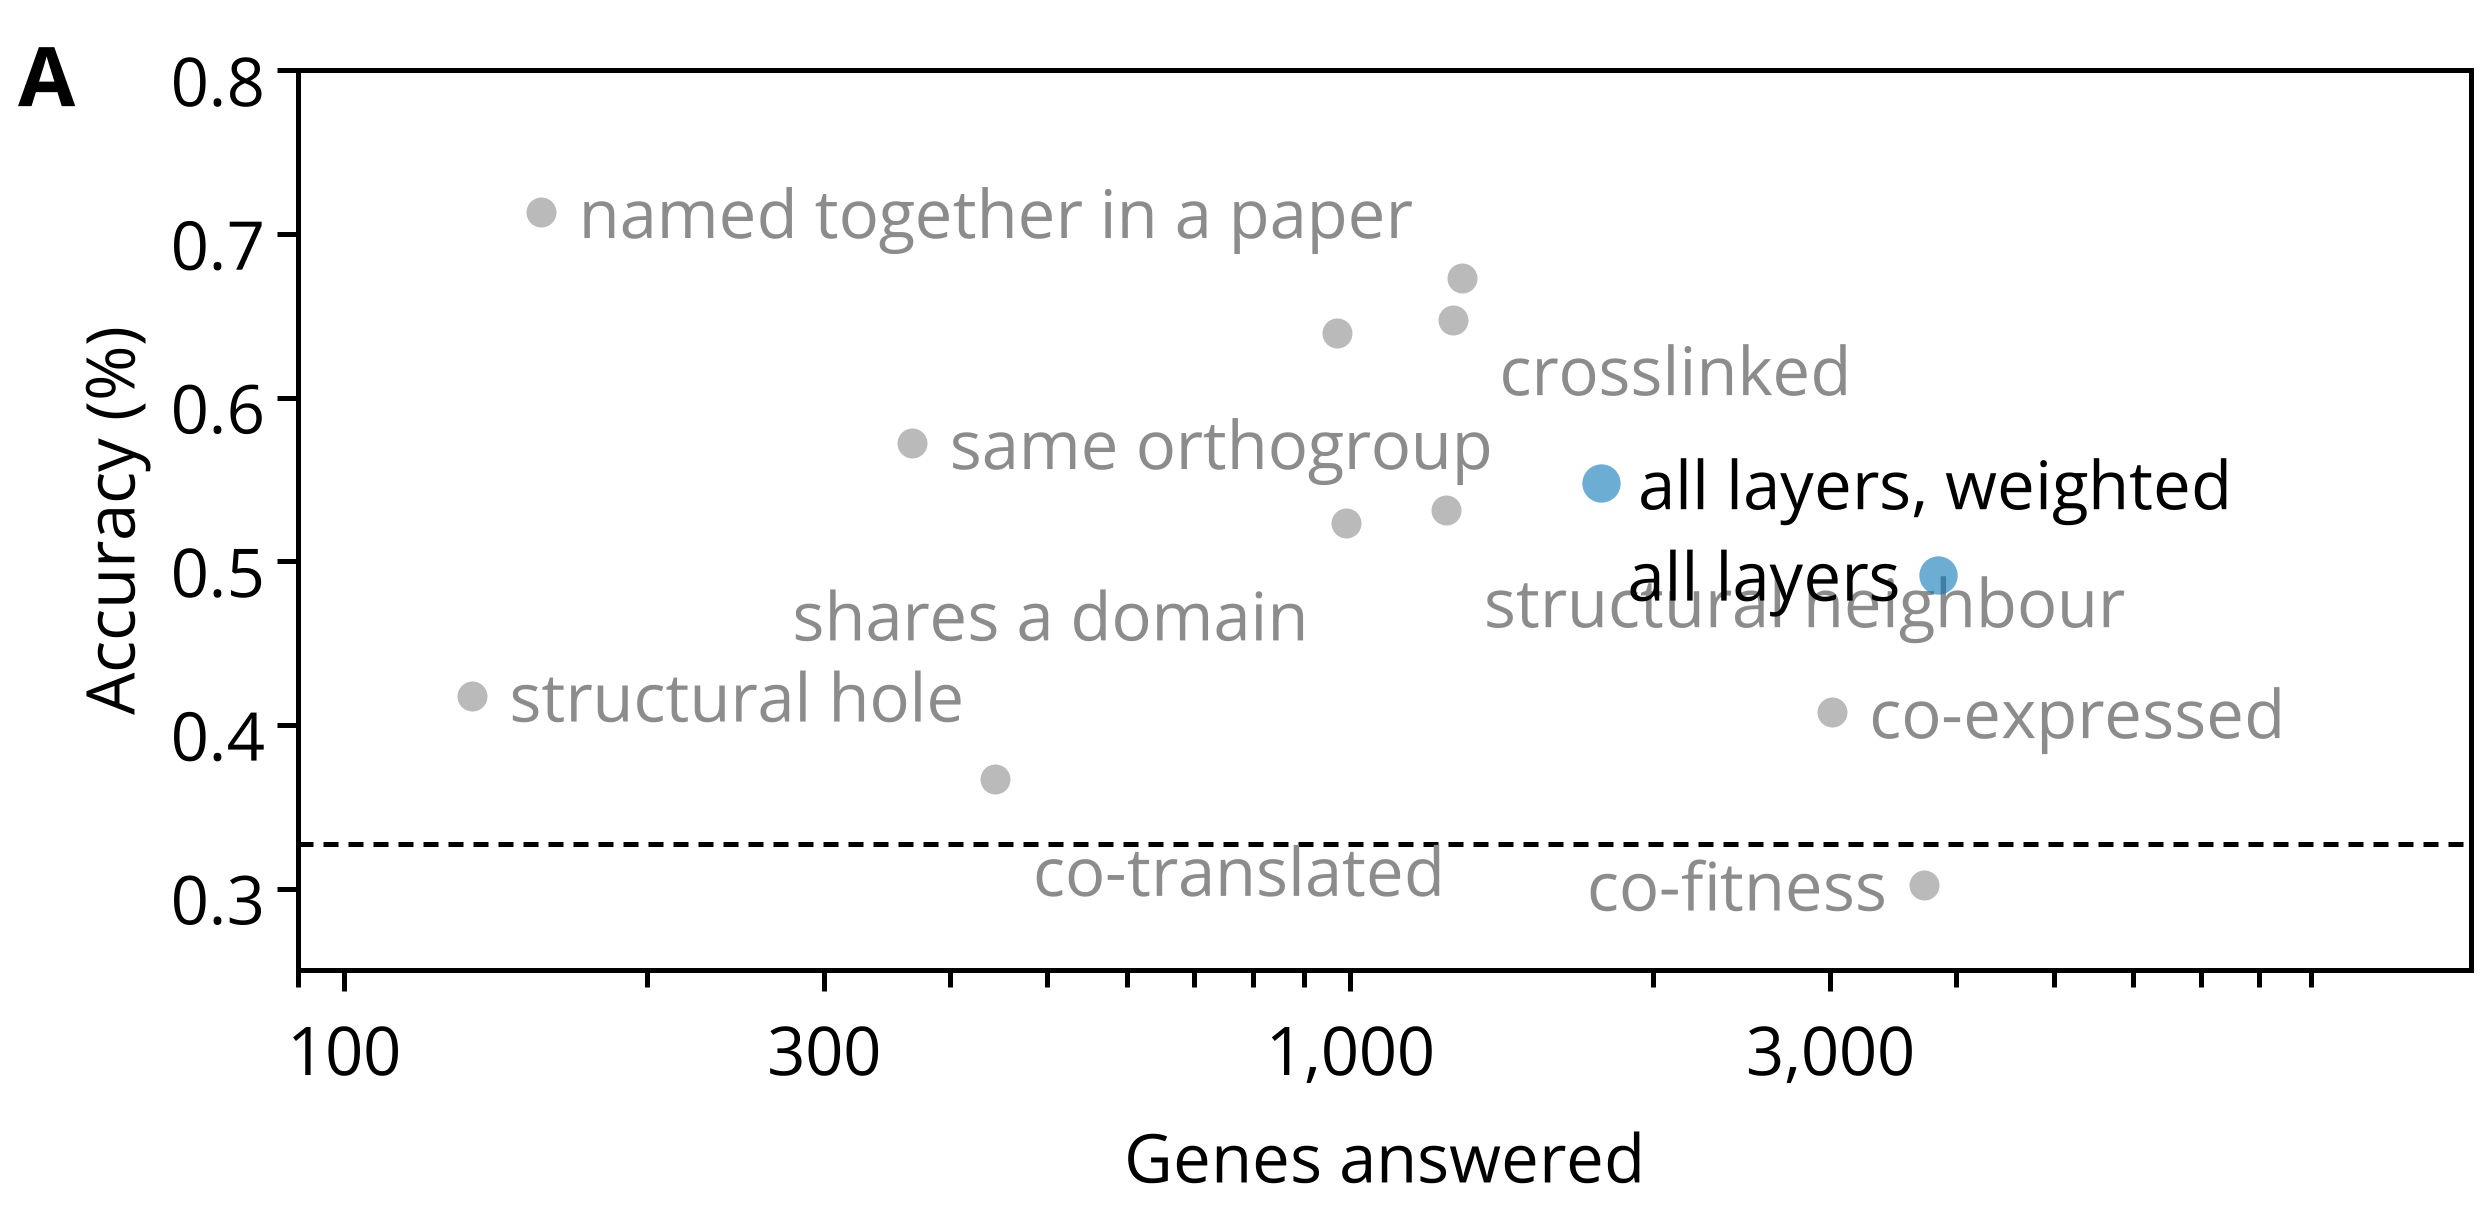 A
0.8
0.7
0.6
0.5
0.4
0.3
Accuracy (%)
named together in a paper
crosslinked
same orthogroup
all layers, weighted
all layers
structural neighbour
shares a domain
structural hole
co-expressed
co-translated
co-fitness
100
300
1,000
3,000
Genes answered